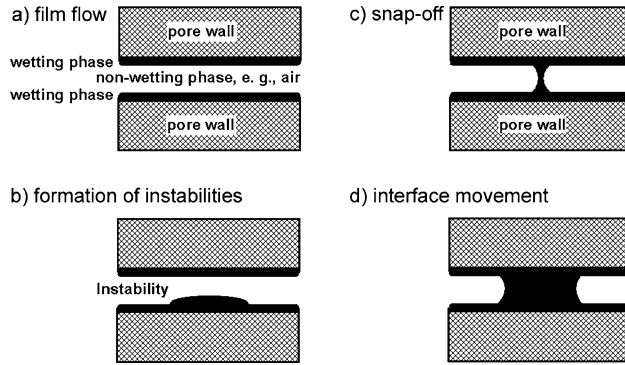 a) film flow
pore wall
wetting phase
non-wetting phase, e. g., air
wetting phase
pore wall
b) formation of instabilities
Instability
c) snap-off
pore wall
pore wall
d) interface movement